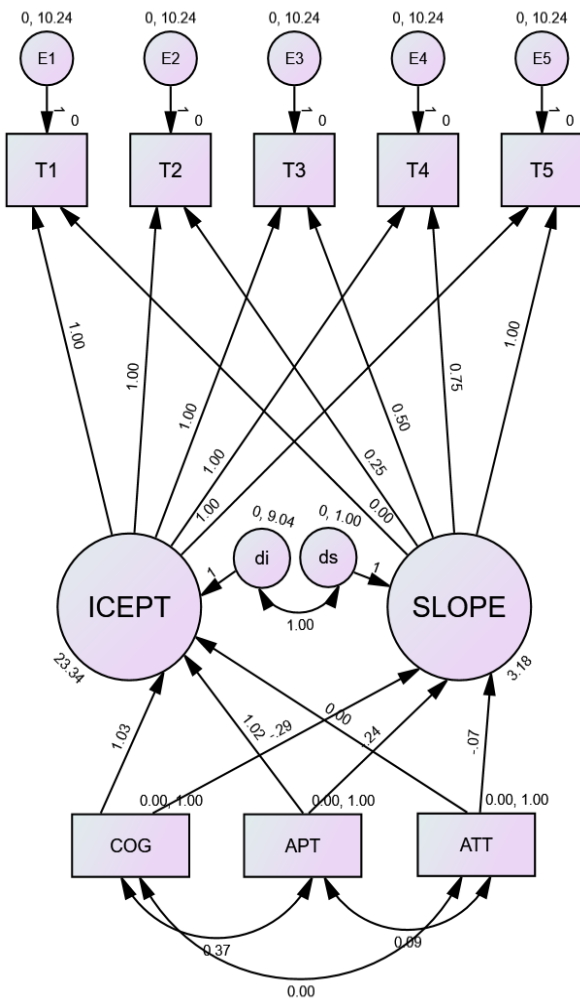 0, 10.24 0, 10.24 0, 10.24 0, 10.24 0, 10.24
E1 E2 E3 E4 E5
1 0 1 0 1 0 1 0 1 0
T1 T2 T3 T4 T5
1.00 1.00
1.00 0.75
1.00 0.50
1.00 0.25
1.00 0.00
0, 9.04 0, 1.00
di ds
1 1
ICEPT SLOPE
1.00
23.34 3.18
1.03 1.02 -.29 0.00 .24 -.07
0.00, 1.00 0.00, 1.00 0.00, 1.00
COG APT ATT
0.37 0.09
0.00